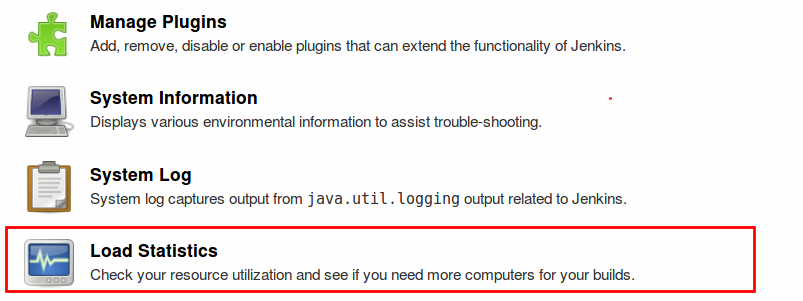 Manage Plugins
Add, remove, disable or enable plugins that can extend the functionality of Jenkins.
System Information
Displays various environmental information to assist trouble-shooting.
System Log
System log captures output from java.util.logging output related to Jenkins.
Load Statistics
Check your resource utilization and see if you need more computers for your builds.